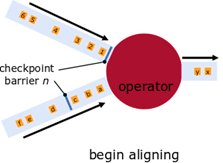 6 5 4 3 2 1
checkpoint
barrier n
operator
y x
f e d c b a
begin aligning